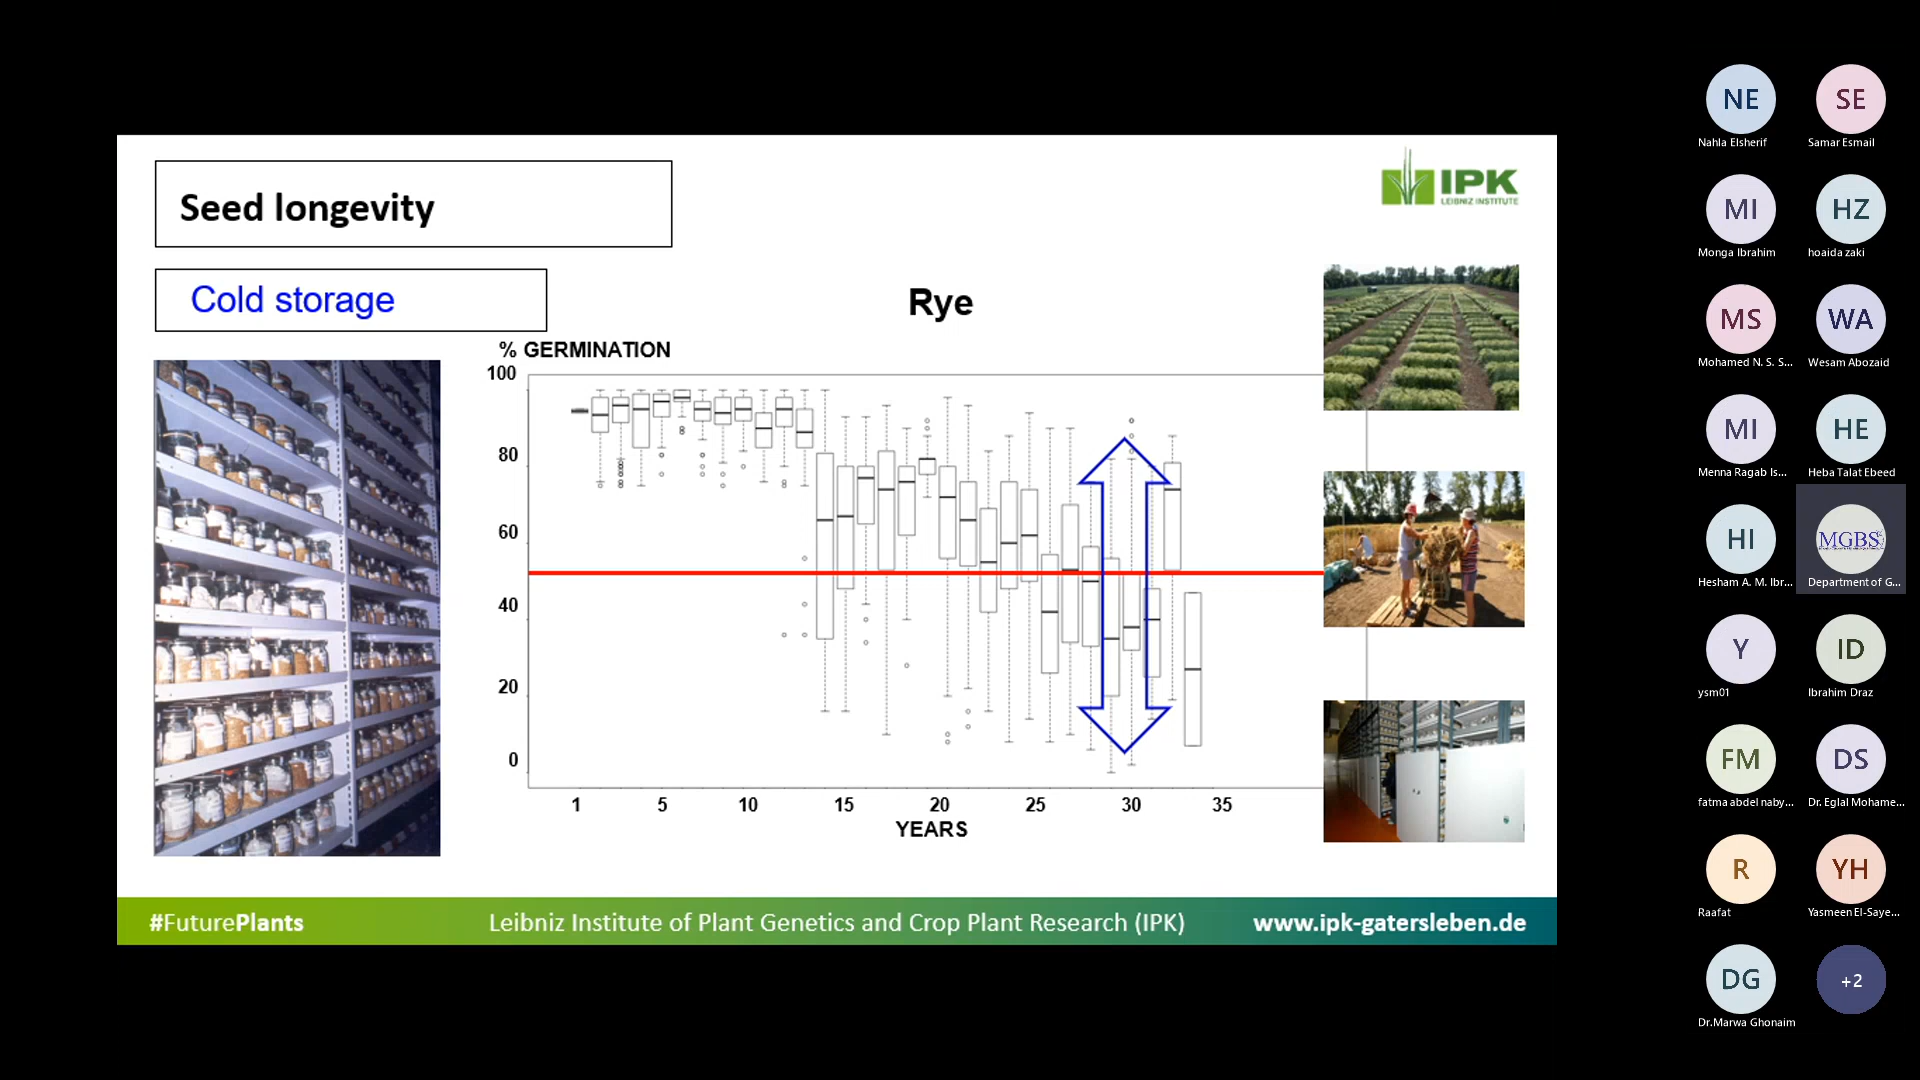 Seed longevity
IPK
LEIBNIZ INSTITUTE
Cold storage
Rye
% GERMINATION
100
80
60
40
20
0
1 5 10 15 20 25 30 35
YEARS
#FuturePlants
Leibniz Institute of Plant Genetics and Crop Plant Research (IPK)
www.ipk-gatersleben.de
NE
Nahla Elsherif
SE
Samar Esmail
MI
Monga Ibrahim
HZ
hoaida zaki
MS
Mohamed N. S. S...
WA
Wesam Abozaid
MI
Menna Ragab Is...
HE
Heba Talat Ebeed
HI
Hesham A. M. Ibr...
MGBS
Department of G...
Y
ysm01
ID
Ibrahim Draz
FM
fatma abdel naby...
DS
Dr. Eglal Mohame...
R
Raafat
YH
Yasmeen El-Saye...
DG
Dr.Marwa Ghonaim
+2